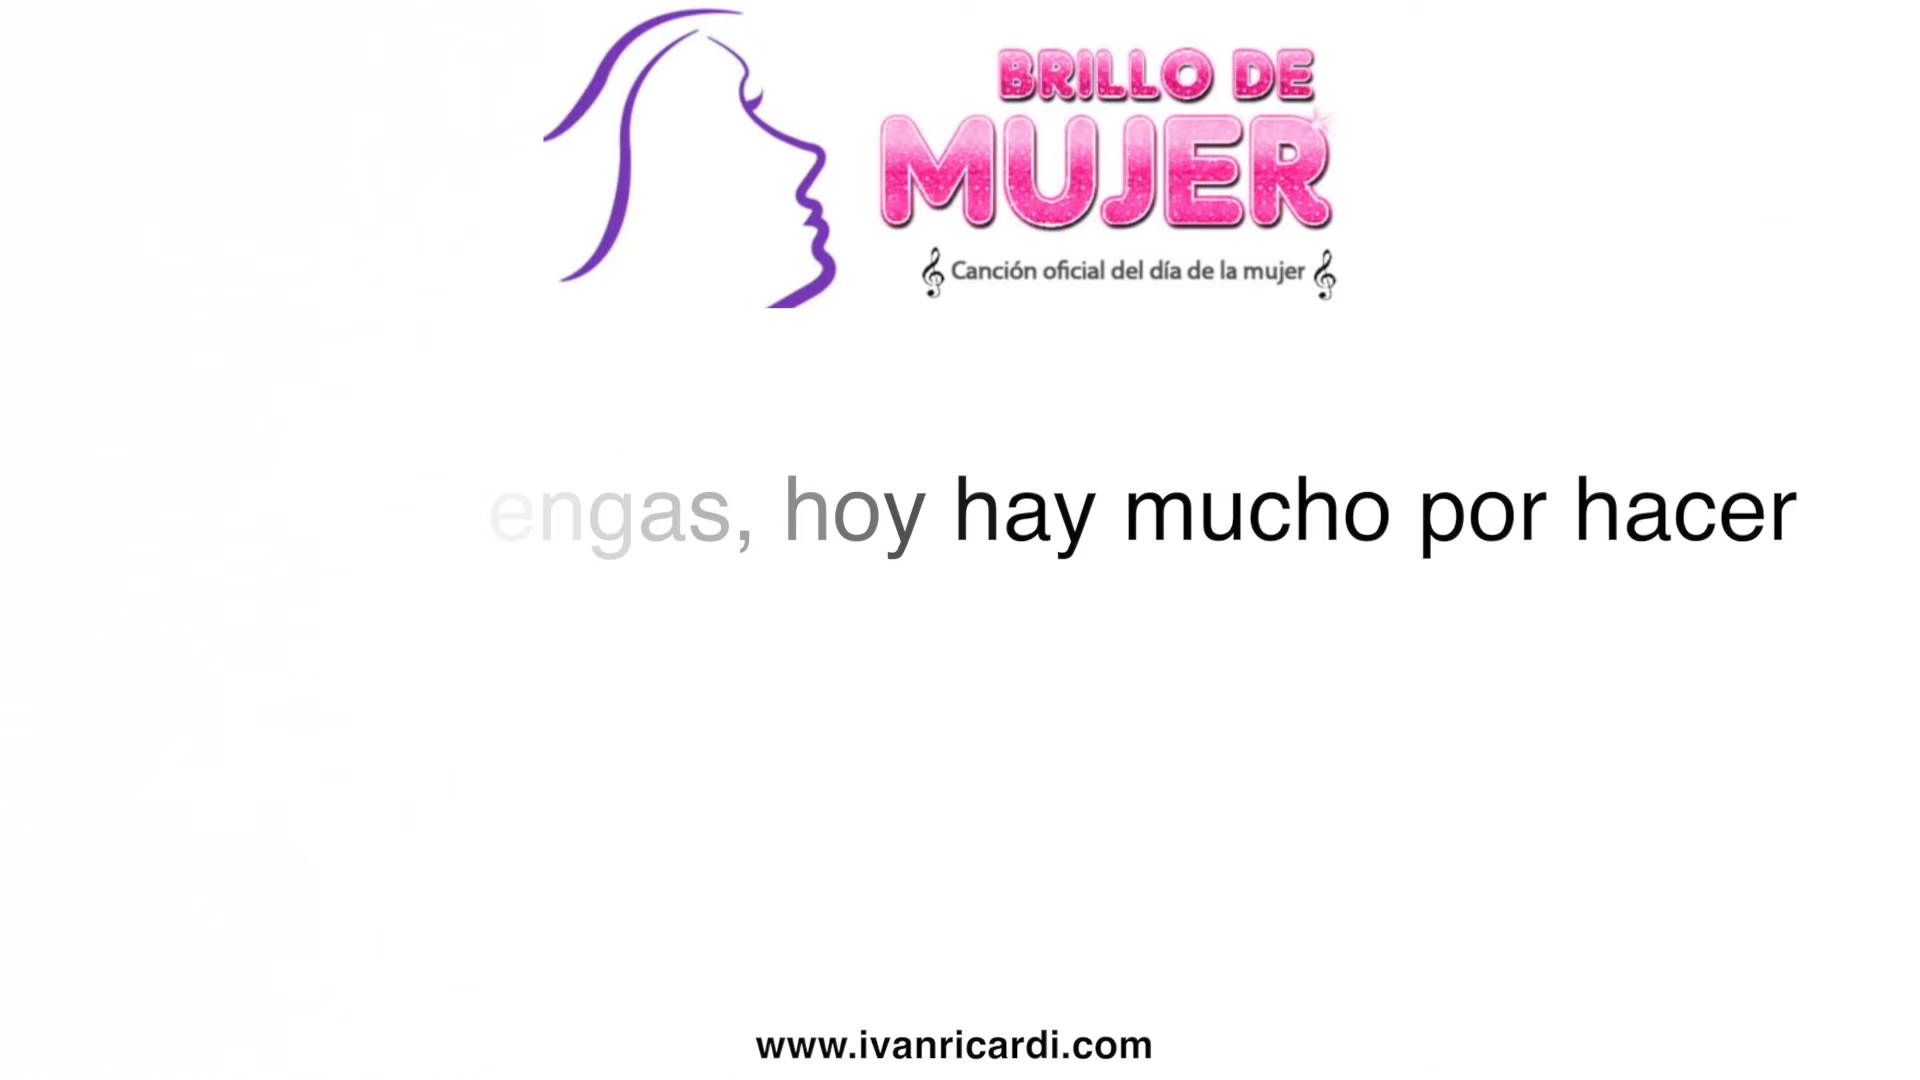 BRILLO DE
MUJER
Canción oficial del día de la mujer
engas, hoy hay mucho por hacer
www.ivanricardi.com